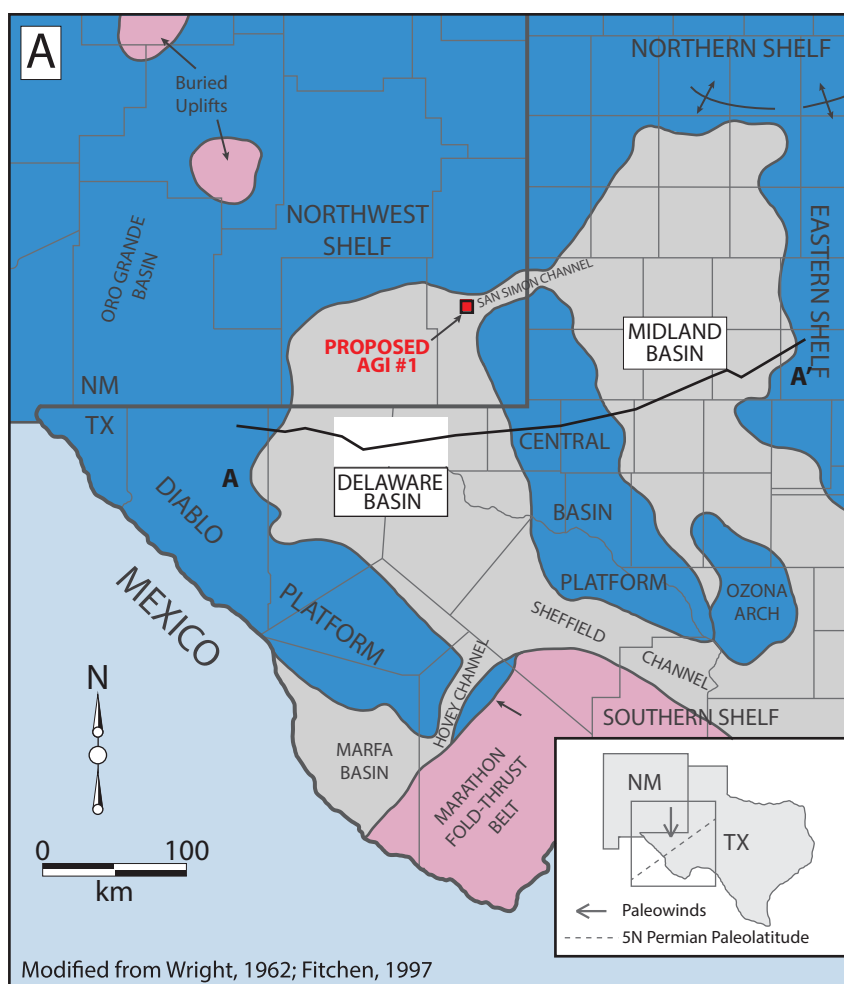 A
Buried
Uplifts
NORTHERN SHELF
NORTHWEST
SHELF
ORO GRANDE
BASIN
EASTERN SHELF
SAN SIMON CHANNEL
PROPOSED
AGI #1
MIDLAND
BASIN
A'
NM
TX
A
CENTRAL
BASIN
PLATFORM
DELAWARE
BASIN
DIABLO
PLATFORM
MEXICO
OZONA
ARCH
SHEFFIELD
CHANNEL
HOVEY CHANNEL
SOUTHERN SHELF
MARFA
BASIN
MARATHON
FOLD-THRUST
BELT
N
0 100
km
NM
TX
Paleowinds
5N Permian Paleolatitude
Modified from Wright, 1962; Fitchen, 1997